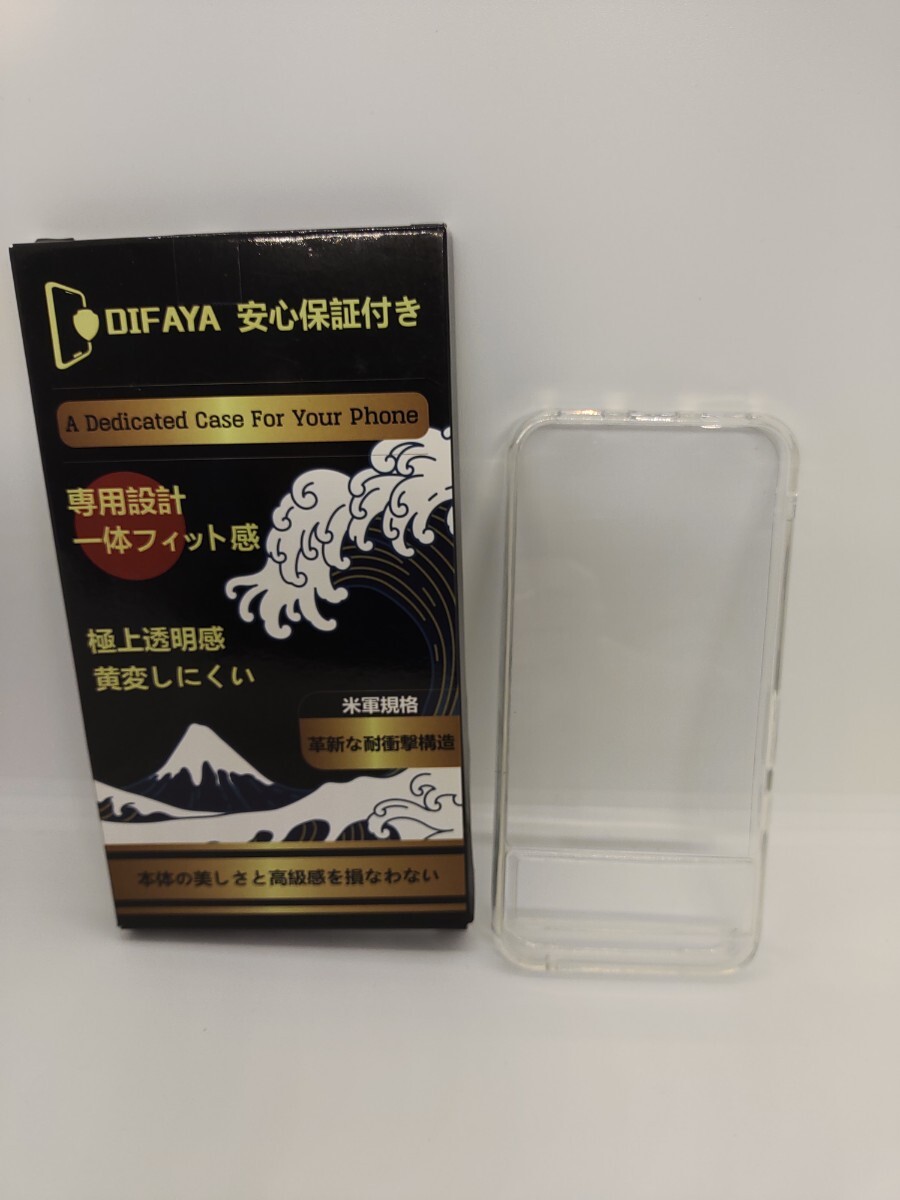 DIFAYA 安心保証付き
A Dedicated Case For Your Phone
専用設計
一体フィット感
極上透明感
黄変しにくい
米軍規格
革新な耐衝撃構造
本体の美しさと高級感を損なわない